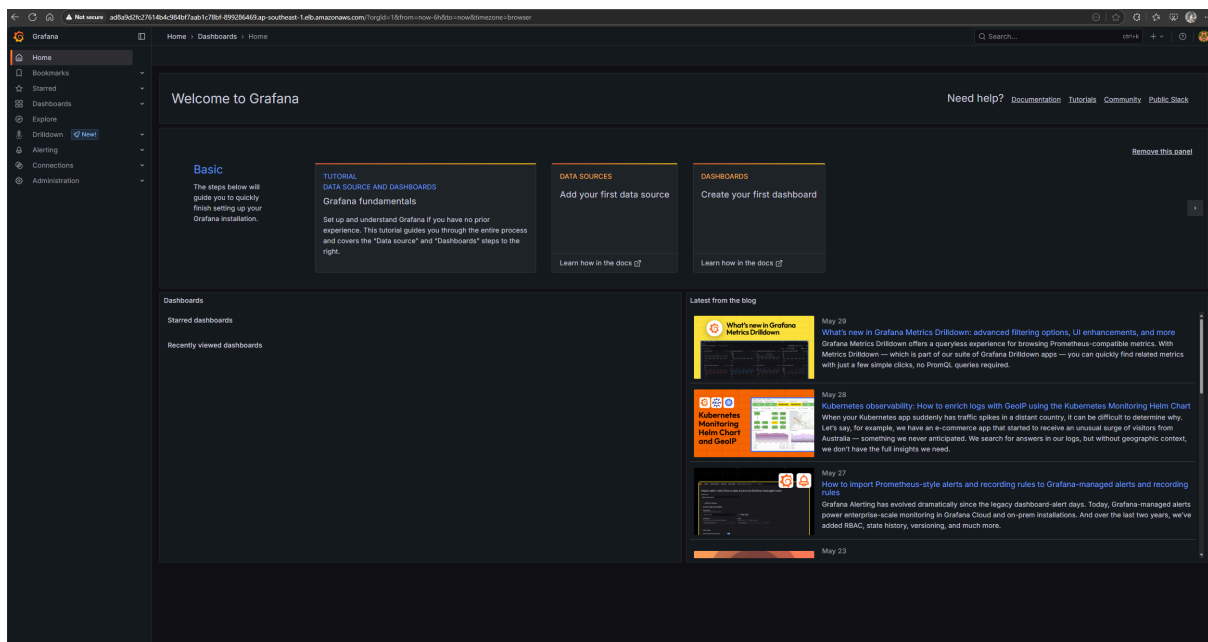 Not secure
ad8a9d2fc27614b4c984bf7aab1c78bf-899286469.ap-southeast-1.elb.amazonaws.com/?orgId=1&from=now-6h&to=now&timezone=browser
Grafana
Home › Dashboards › Home
Search...
ctrl+k
Home
Bookmarks
Starred
Dashboards
Explore
Drilldown
New!
Alerting
Connections
Administration
Welcome to Grafana
Need help?
Documentation
Tutorials
Community
Public Slack
Remove this panel
Basic
The steps below will
guide you to quickly
finish setting up your
Grafana installation.
TUTORIAL
DATA SOURCE AND DASHBOARDS
Grafana fundamentals
Set up and understand Grafana if you have no prior
experience. This tutorial guides you through the entire process
and covers the "Data source" and "Dashboards" steps to the
right.
DATA SOURCES
Add your first data source
Learn how in the docs
DASHBOARDS
Create your first dashboard
Learn how in the docs
Dashboards
Starred dashboards
Recently viewed dashboards
Latest from the blog
What's new in Grafana
Metrics Drilldown
May 29
What's new in Grafana Metrics Drilldown: advanced filtering options, UI enhancements, and more
Grafana Metrics Drilldown offers a queryless experience for browsing Prometheus-compatible metrics. With
Metrics Drilldown — which is part of our suite of Grafana Drilldown apps — you can quickly find related metrics
with just a few simple clicks, no PromQL queries required.
Kubernetes
Monitoring
Helm Chart
and GeoIP
May 28
Kubernetes observability: How to enrich logs with GeoIP using the Kubernetes Monitoring Helm Chart
When your Kubernetes app suddenly has traffic spikes in a distant country, it can be difficult to determine why.
Let's say, for example, we have an e-commerce app that started to receive an unusual surge of visitors from
Australia — something we never anticipated. We search for answers in our logs, but without geographic context,
we don't have the full insights we need.
May 27
How to import Prometheus-style alerts and recording rules to Grafana-managed alerts and recording
rules
Grafana Alerting has evolved dramatically since the legacy dashboard-alert days. Today, Grafana-managed alerts
power enterprise-scale monitoring in Grafana Cloud and on-prem installations. And over the last two years, we've
added RBAC, state history, versioning, and much more.
May 23